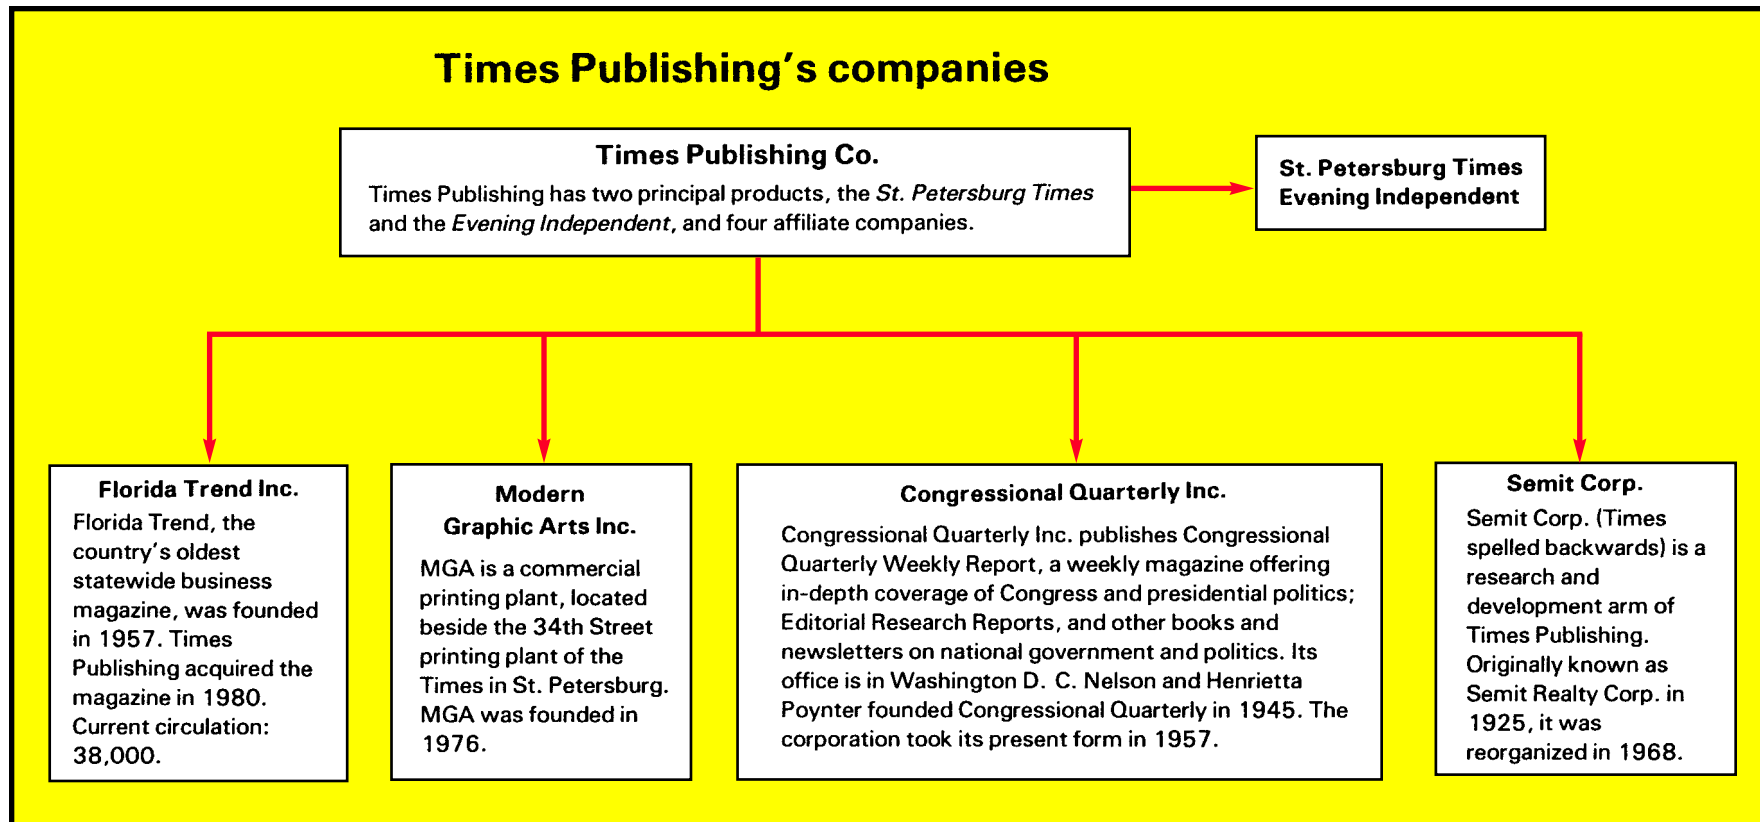 Times Publishing's companies
Times Publishing Co.
Times Publishing has two principal products, the St. Petersburg Times
and the Evening Independent, and four affiliate companies.
St. Petersburg Times
Evening Independent
Florida Trend Inc.
Florida Trend, the
country's oldest
statewide business
magazine, was founded
in 1957. Times
Publishing acquired the
magazine in 1980.
Current circulation:
38,000.
Modern
Graphic Arts Inc.
MGA is a commercial
printing plant, located
beside the 34th Street
printing plant of the
Times in St. Petersburg.
MGA was founded in
1976.
Congressional Quarterly Inc.
Congressional Quarterly Inc. publishes Congressional
Quarterly Weekly Report, a weekly magazine offering
in-depth coverage of Congress and presidential politics;
Editorial Research Reports, and other books and
newsletters on national government and politics. Its
office is in Washington D. C. Nelson and Henrietta
Poynter founded Congressional Quarterly in 1945. The
corporation took its present form in 1957.
Semit Corp.
Semit Corp. (Times
spelled backwards) is a
research and
development arm of
Times Publishing.
Originally known as
Semit Realty Corp. in
1925, it was
reorganized in 1968.